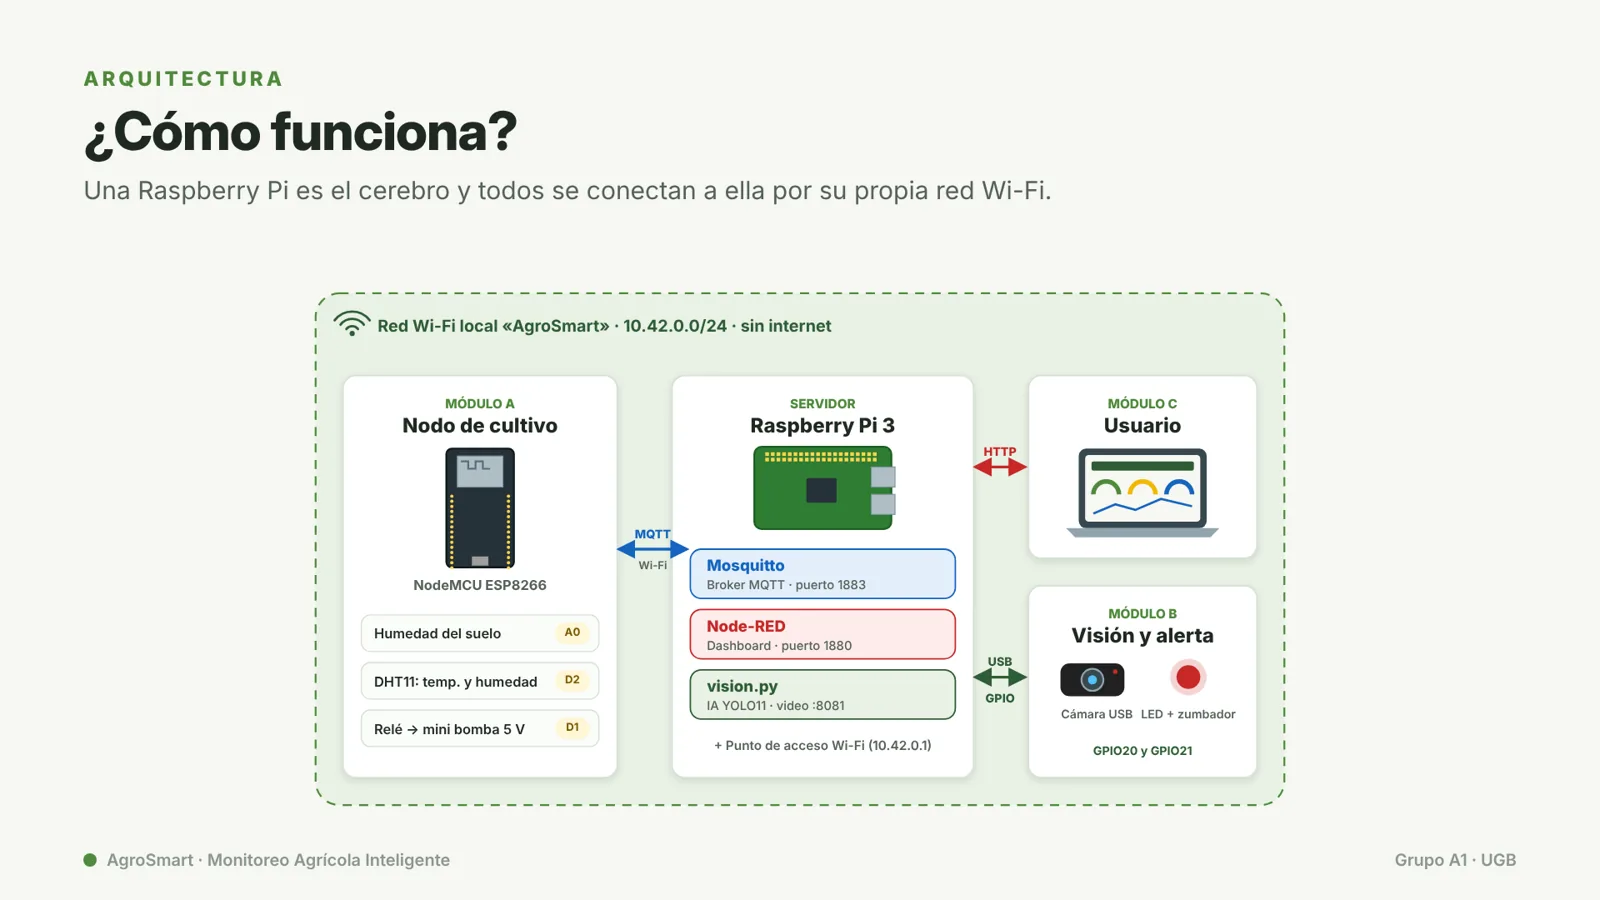 ARQUITECTURA
¿Cómo funciona?
Una Raspberry Pi es el cerebro y todos se conectan a ella por su propia red Wi-Fi.
Red Wi-Fi local «AgroSmart» · 10.42.0.0/24 · sin internet
MÓDULO A
Nodo de cultivo
NodeMCU ESP8266
Humedad del suelo A0
DHT11: temp. y humedad D2
Relé → mini bomba 5 V D1
MQTT
Wi-Fi
SERVIDOR
Raspberry Pi 3
Mosquitto
Broker MQTT · puerto 1883
Node-RED
Dashboard · puerto 1880
vision.py
IA YOLO11 · video :8081
+ Punto de acceso Wi-Fi (10.42.0.1)
HTTP
USB
GPIO
MÓDULO C
Usuario
MÓDULO B
Visión y alerta
Cámara USB LED + zumbador
GPIO20 y GPIO21
AgroSmart · Monitoreo Agrícola Inteligente
Grupo A1 · UGB